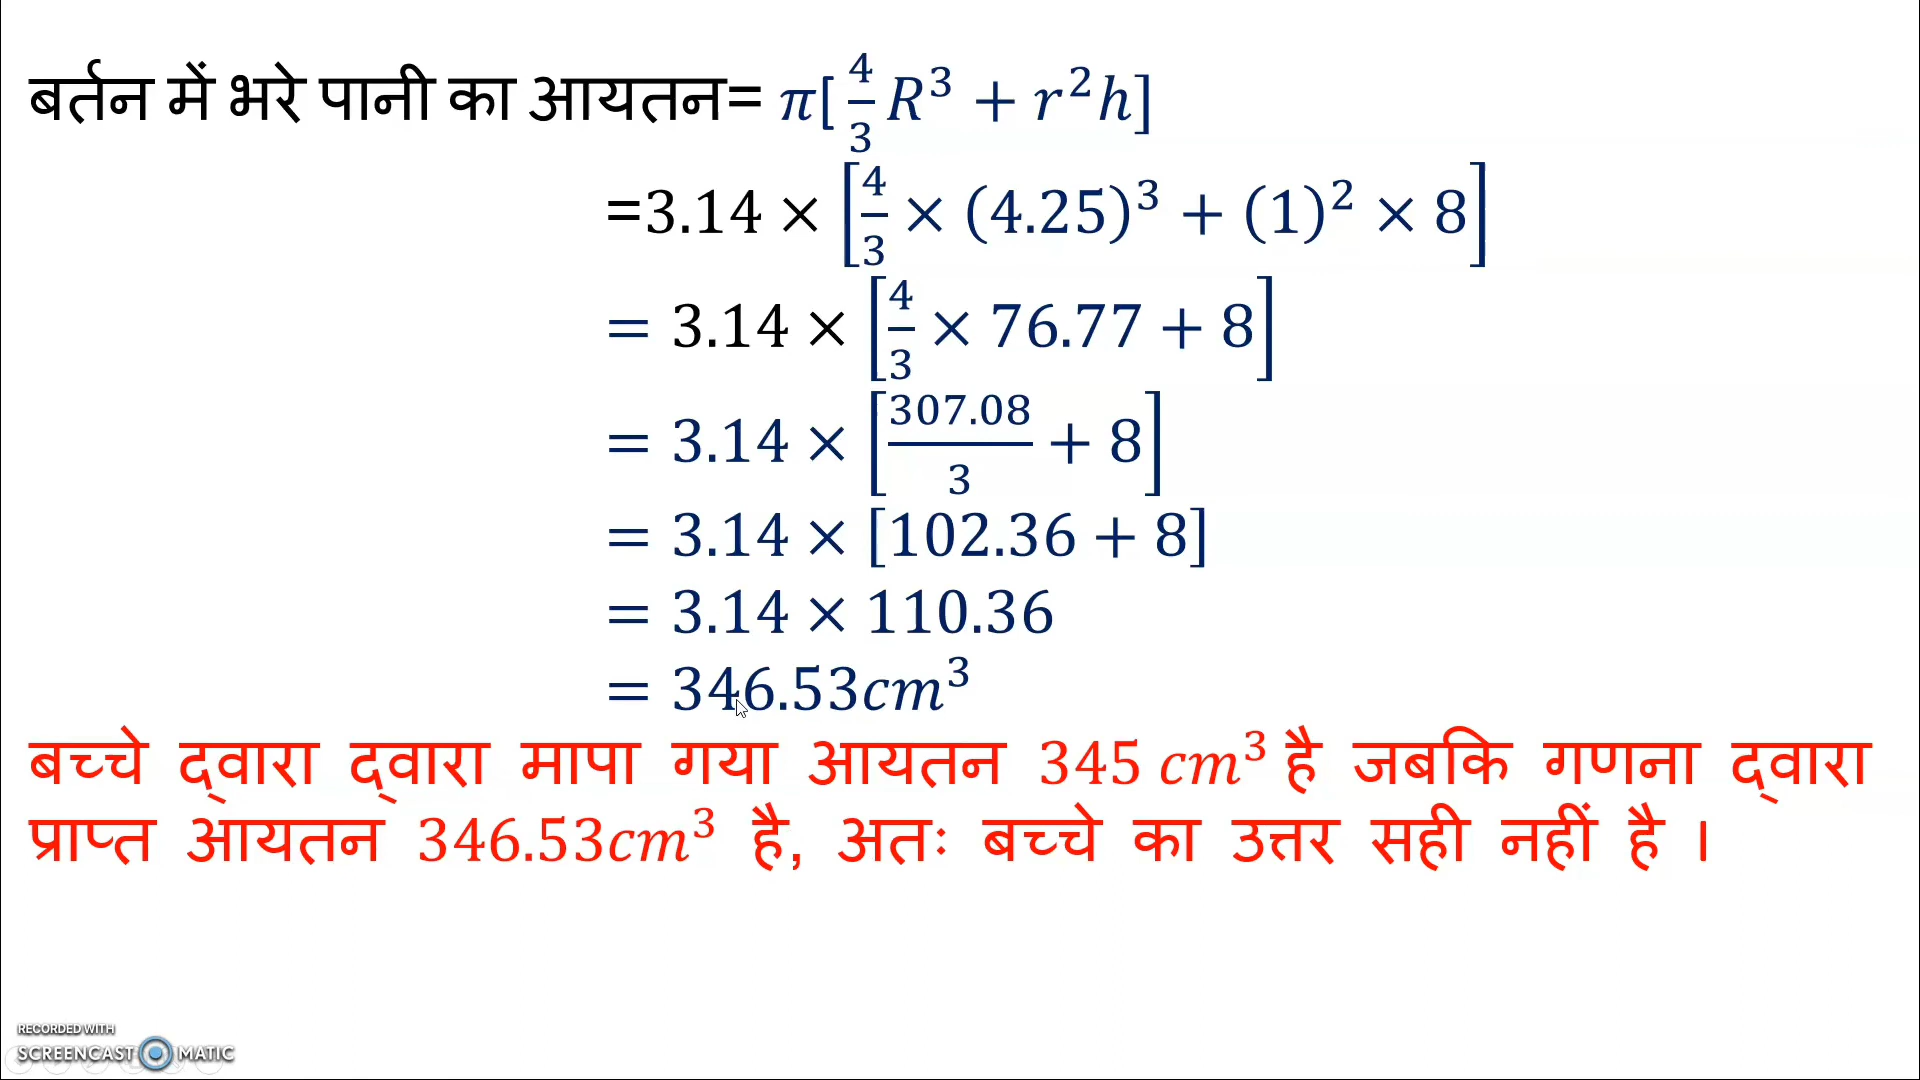 बर्तन में भरे पानी का आयतन= π[4/3 R³ + r²h]
=3.14 × [4/3 × (4.25)³ + (1)² × 8]
= 3.14 × [4/3 × 76.77 + 8]
= 3.14 × [307.08/3 + 8]
= 3.14 × [102.36 + 8]
= 3.14 × 110.36
= 346.53cm³
बच्चे द्वारा द्वारा मापा गया आयतन 345 cm³ है जबकि गणना द्वारा
प्राप्त आयतन 346.53cm³ है, अतः बच्चे का उत्तर सही नहीं है ।
RECORDED WITH
SCREENCAST MATIC